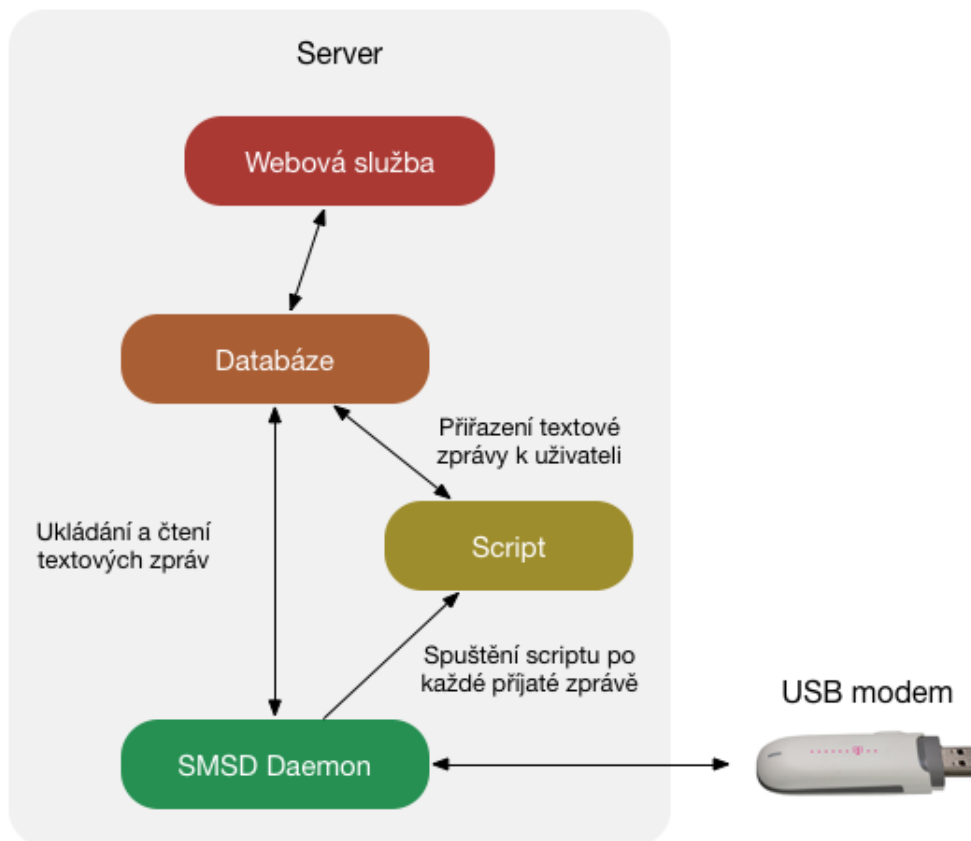 Server
Webová služba
Databáze
Přiřazení textové
zprávy k uživateli
Ukládání a čtení
textových zpráv
Script
Spuštění scriptu po
každé příjaté zprávě
USB modem
SMSD Daemon